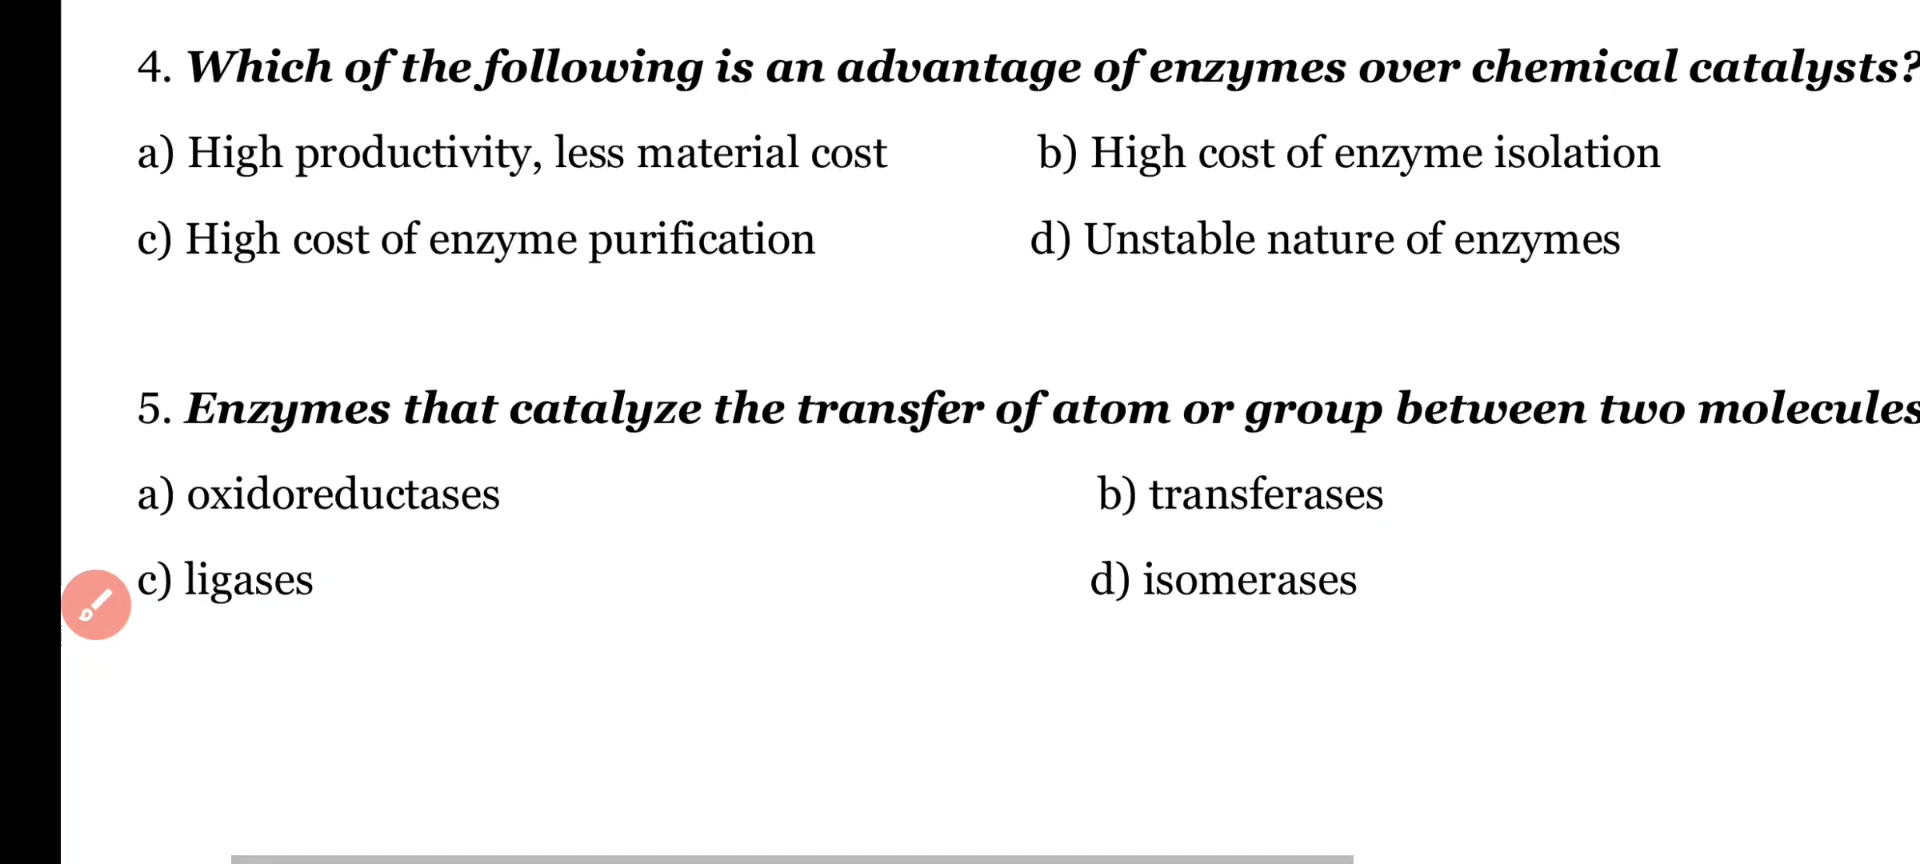 4. Which of the following is an advantage of enzymes over chemical catalysts?
a) High productivity, less material cost b) High cost of enzyme isolation
c) High cost of enzyme purification d) Unstable nature of enzymes
5. Enzymes that catalyze the transfer of atom or group between two molecules
a) oxidoreductases b) transferases
c) ligases d) isomerases